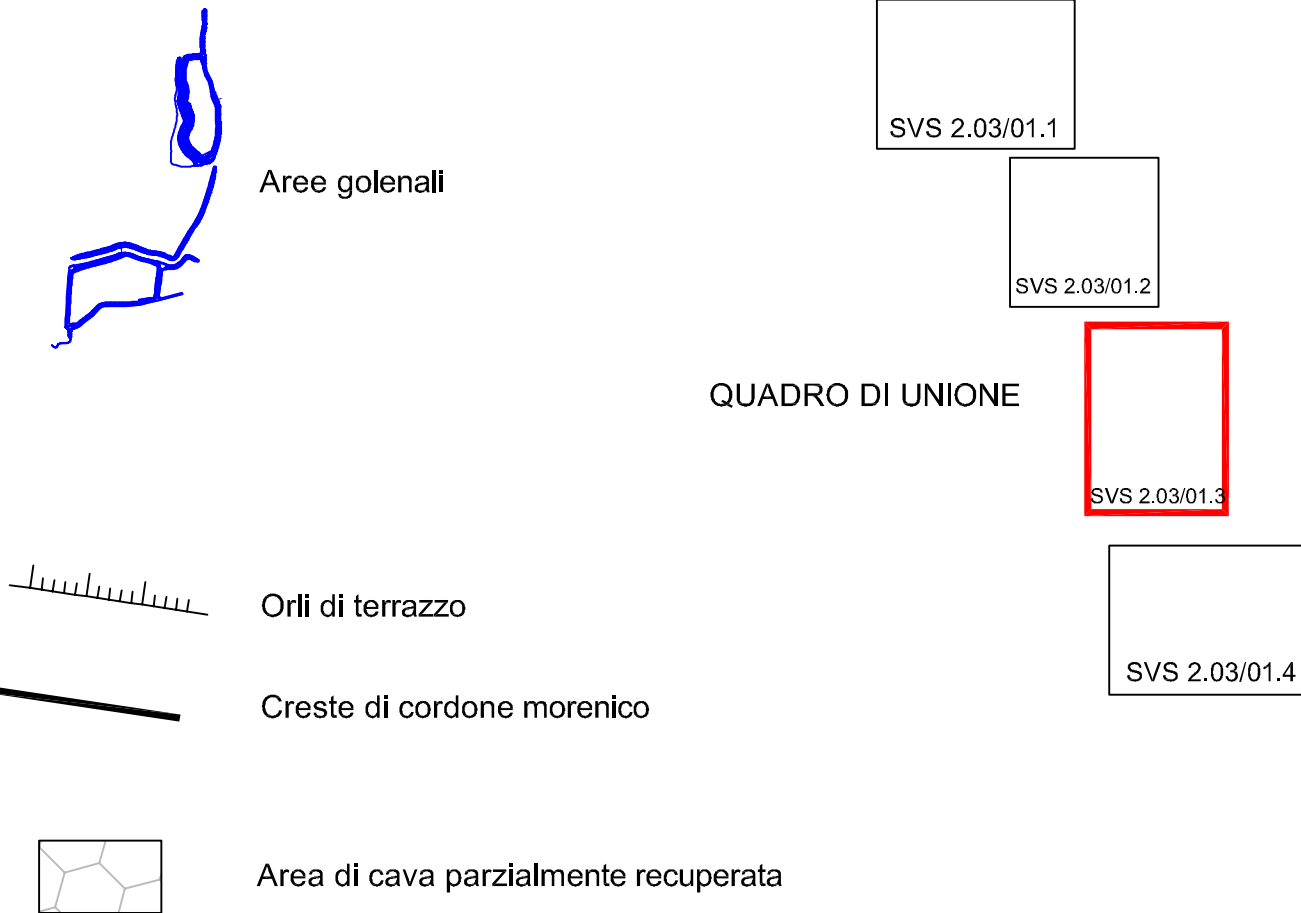 SVS 2.03/01.1
Aree golenali
SVS 2.03/01.2
QUADRO DI UNIONE
SVS 2.03/01.3
Orli di terrazzo
SVS 2.03/01.4
Creste di cordone morenico
Area di cava parzialmente recuperata